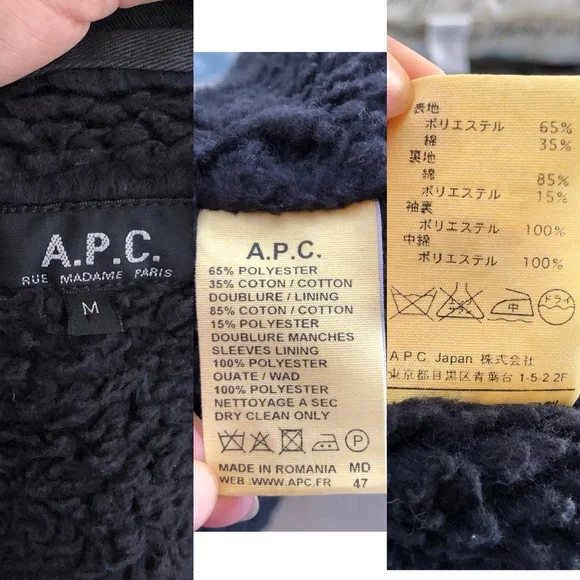 A.P.C.
RUE MADAME PARIS
M
A.P.C.
65% POLYESTER
35% COTON / COTTON
DOUBLURE / LINING
85% COTON / COTTON
15% POLYESTER
DOUBLURE MANCHES
SLEEVES LINING
100% POLYESTER
OUATE / WAD
100% POLYESTER
NETTOYAGE A SEC
DRY CLEAN ONLY
P
MADE IN ROMANIA MD
WEB : WWW.APC.FR 47
表地
ポリエステル 65%
綿 35%
裏地
綿 85%
ポリエステル 15%
袖裏
ポリエステル 100%
中綿
ポリエステル 100%
中
ドライ
A P C Japan 株式会社
東京都目黒区青葉台 1-5-2 2F